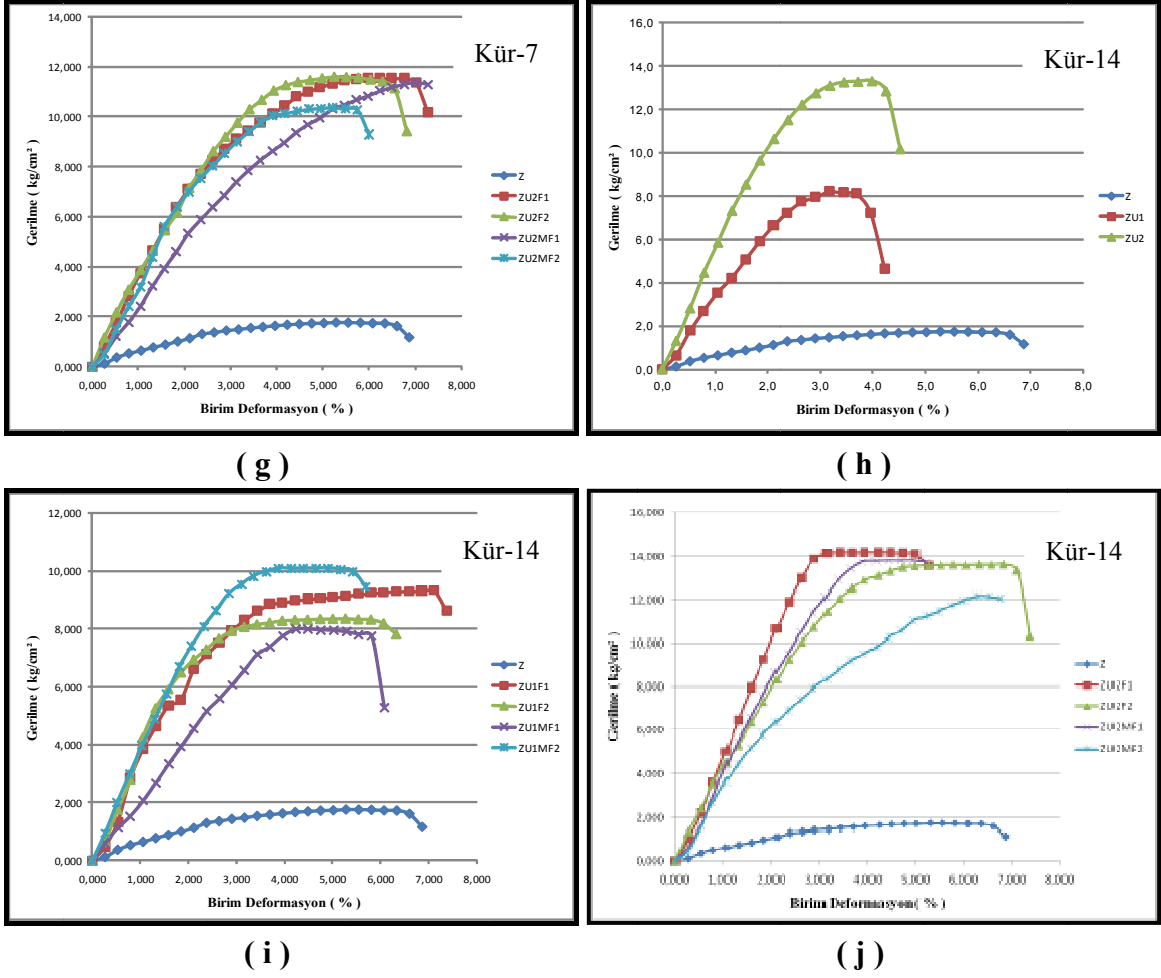 14,000
12,000
10,000
8,000
6,000
4,000
2,000
0,000
Gerilme ( kg/cm² )
0,000 1,000 2,000 3,000 4,000 5,000 6,000 7,000 8,000
Birim Deformasyon ( % )
Kür-7
Z
ZU2F1
ZU2F2
ZU2MF1
ZU2MF2
( g )
16,0
14,0
12,0
10,0
8,0
6,0
4,0
2,0
0,0
Gerilme ( kg/cm² )
0,0 1,0 2,0 3,0 4,0 5,0 6,0 7,0 8,0
Birim Deformasyon ( % )
Kür-14
Z
ZU1
ZU2
( h )
12,000
10,000
8,000
6,000
4,000
2,000
0,000
Gerilme ( kg/cm² )
0,000 1,000 2,000 3,000 4,000 5,000 6,000 7,000 8,000
Birim Deformasyon ( % )
Kür-14
Z
ZU1F1
ZU1F2
ZU1MF1
ZU1MF2
( i )
16,000
14,000
12,000
10,000
8,000
6,000
4,000
2,000
0,000
Gerilme ( kg/cm² )
0,000 1,000 2,000 3,000 4,000 5,000 6,000 7,000 8,000
Birim Deformasyon ( % )
Kür-14
Z
ZU2F1
ZU2F2
ZU2MF1
ZU2MF2
( j )